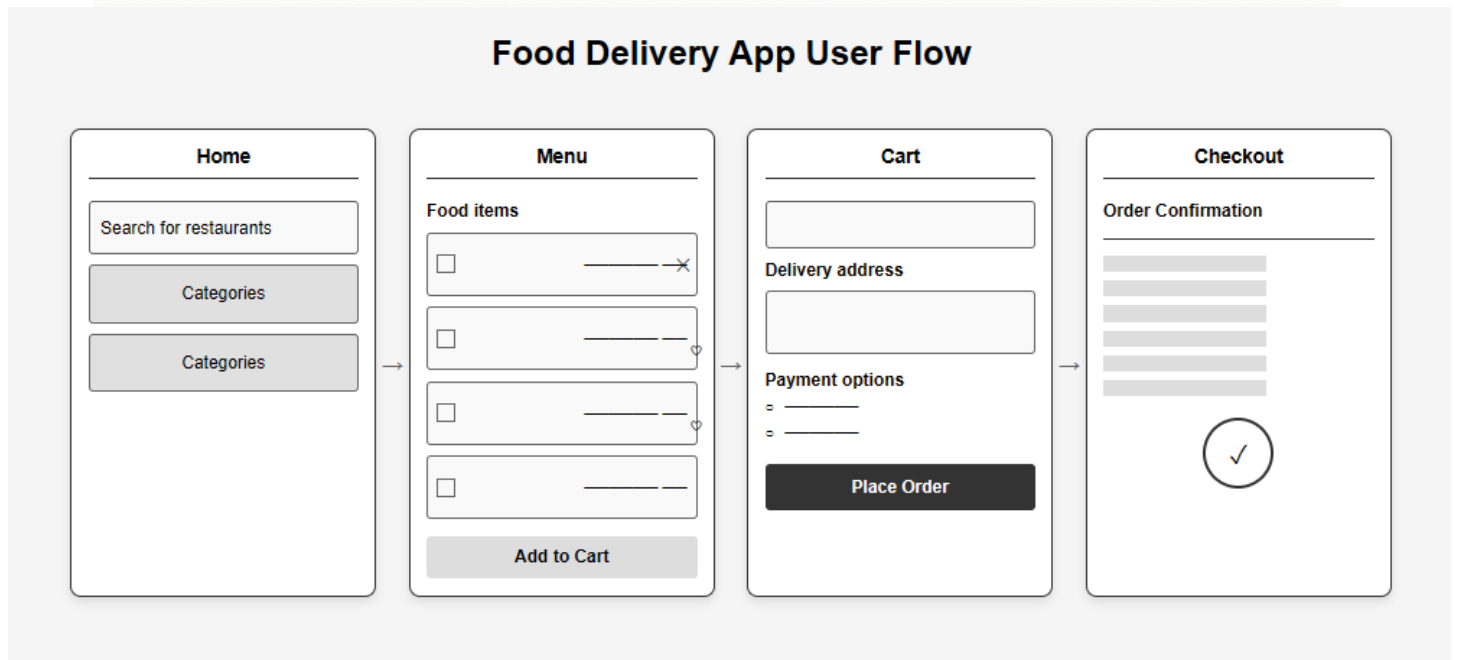 Food Delivery App User Flow
Home
Search for restaurants
Categories
Categories
Menu
Food items
Add to Cart
Cart
Delivery address
Payment options
Place Order
Checkout
Order Confirmation